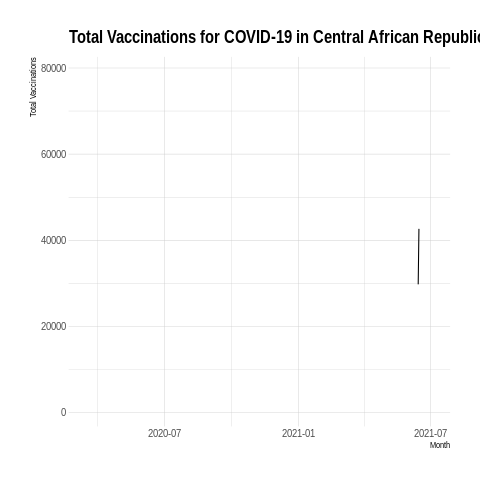 Total Vaccinations for COVID-19 in Central African Republic
Total Vaccinations
80000
60000
40000
20000
0
2020-07
2021-01
2021-07
Month